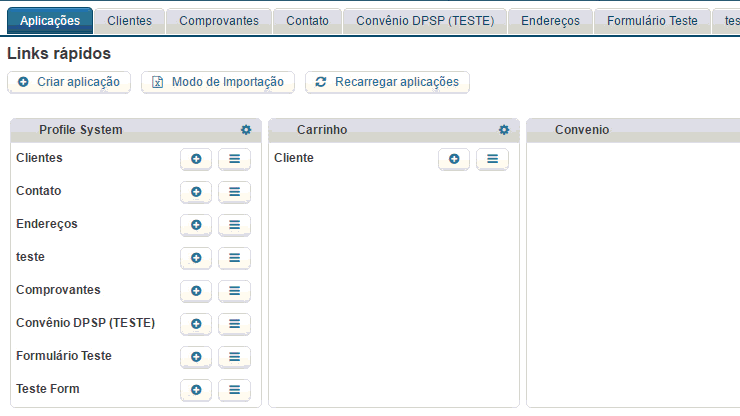 Aplicações Clientes Comprovantes Contato Convênio DPSP (TESTE) Endereços Formulário Teste tes
Links rápidos
Criar aplicação Modo de Importação Recarregar aplicações
Profile System Carrinho Convenio
Clientes Cliente
Contato
Endereços
teste
Comprovantes
Convênio DPSP (TESTE)
Formulário Teste
Teste Form